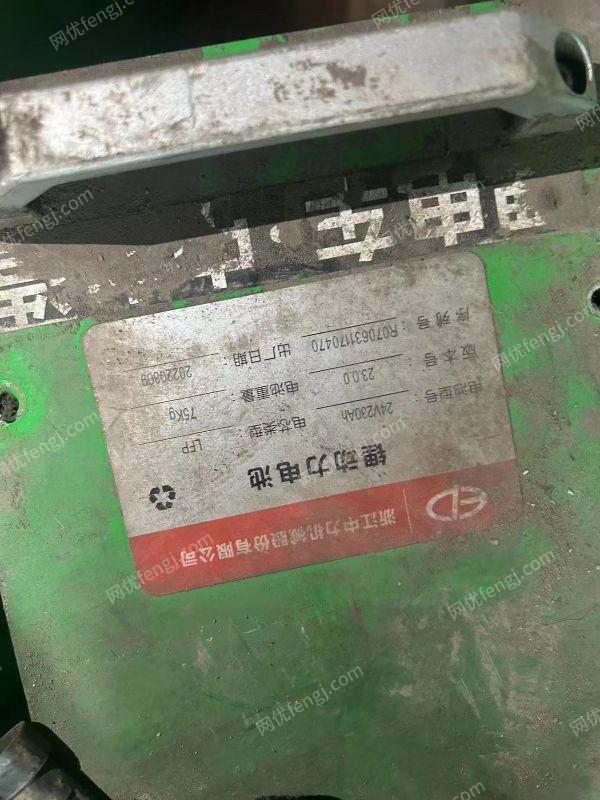 浙江中力机械股份有限公司
锂动力电池
电池型号：24V230Ah 电芯类型：LFP
版本号：23.0.0 电池重量：75Kg
序列号：R07063170470 出厂日期：20220809
网优fengj.com